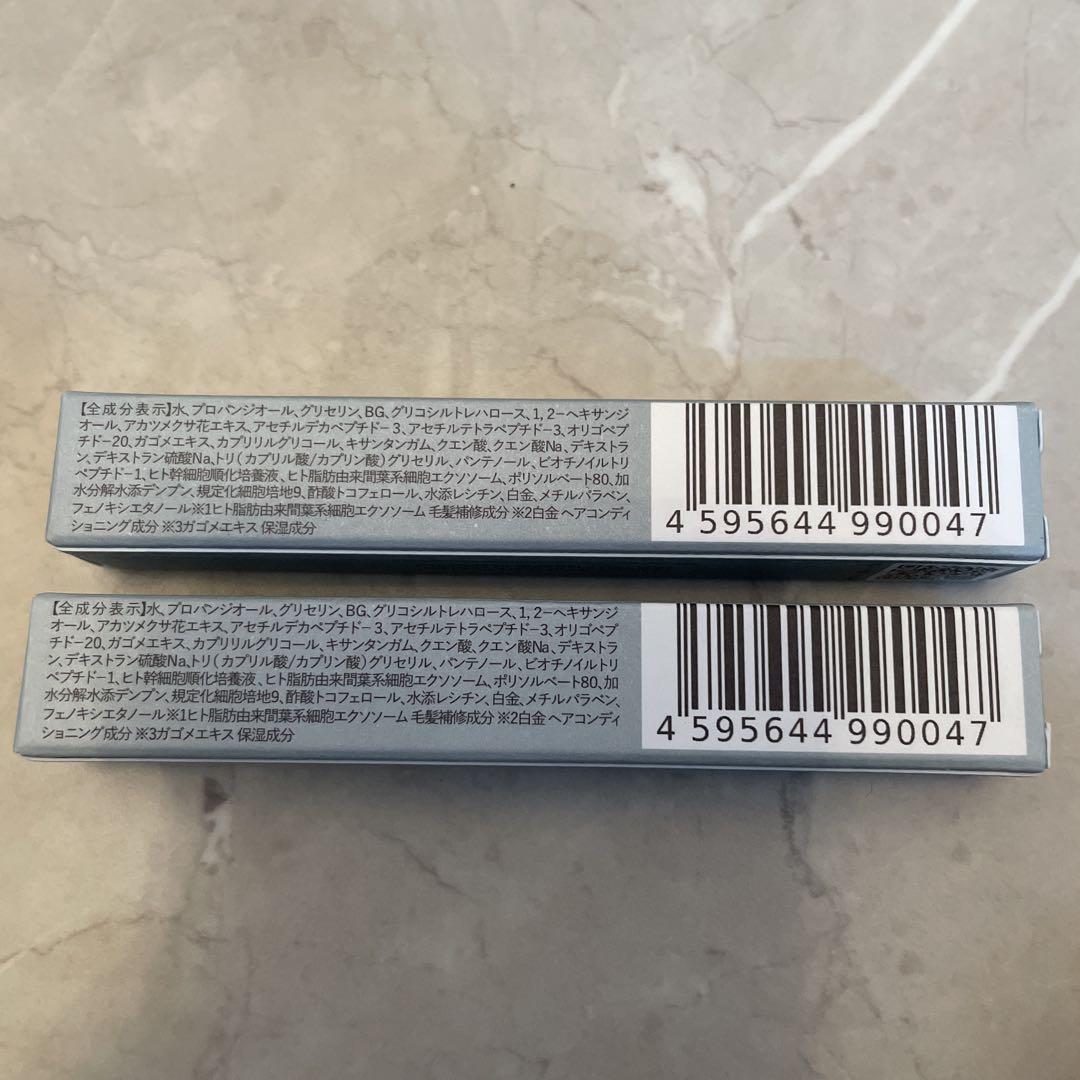 【全成分表示】水、プロパンジオール、グリセリン、BG、グリコシルトレハロース、1,2-ヘキサンジ
オール、アカツメクサ花エキス、アセチルデカペプチド-3、アセチルテトラペプチド-3、オリゴペプ
チド-20、ガゴメエキス、カプリリルグリコール、キサンタンガム、クエン酸、クエン酸Na、デキストラ
ン、デキストラン硫酸Na、トリ(カプリル酸/カプリン酸)グリセリル、パンテノール、ビオチノイルトリ
ペプチド-1、ヒト幹細胞順化培養液、ヒト脂肪由来間葉系細胞エクソソーム、ポリソルベート80、加
水分解水添デンプン、規定化細胞培地9、酢酸トコフェロール、水添レシチン、白金、メチルパラベン、
フェノキシエタノール※1ヒト脂肪由来間葉系細胞エクソソーム 毛髪補修成分 ※2白金 ヘアコンディ
ショニング成分 ※3ガゴメエキス 保湿成分
4 595644 990047
【全成分表示】水、プロパンジオール、グリセリン、BG、グリコシルトレハロース、1,2-ヘキサンジ
オール、アカツメクサ花エキス、アセチルデカペプチド-3、アセチルテトラペプチド-3、オリゴペプ
チド-20、ガゴメエキス、カプリリルグリコール、キサンタンガム、クエン酸、クエン酸Na、デキストラ
ン、デキストラン硫酸Na、トリ(カプリル酸/カプリン酸)グリセリル、パンテノール、ビオチノイルトリ
ペプチド-1、ヒト幹細胞順化培養液、ヒト脂肪由来間葉系細胞エクソソーム、ポリソルベート80、加
水分解水添デンプン、規定化細胞培地9、酢酸トコフェロール、水添レシチン、白金、メチルパラベン、
フェノキシエタノール※1ヒト脂肪由来間葉系細胞エクソソーム 毛髪補修成分 ※2白金 ヘアコンディ
ショニング成分 ※3ガゴメエキス 保湿成分
4 595644 990047